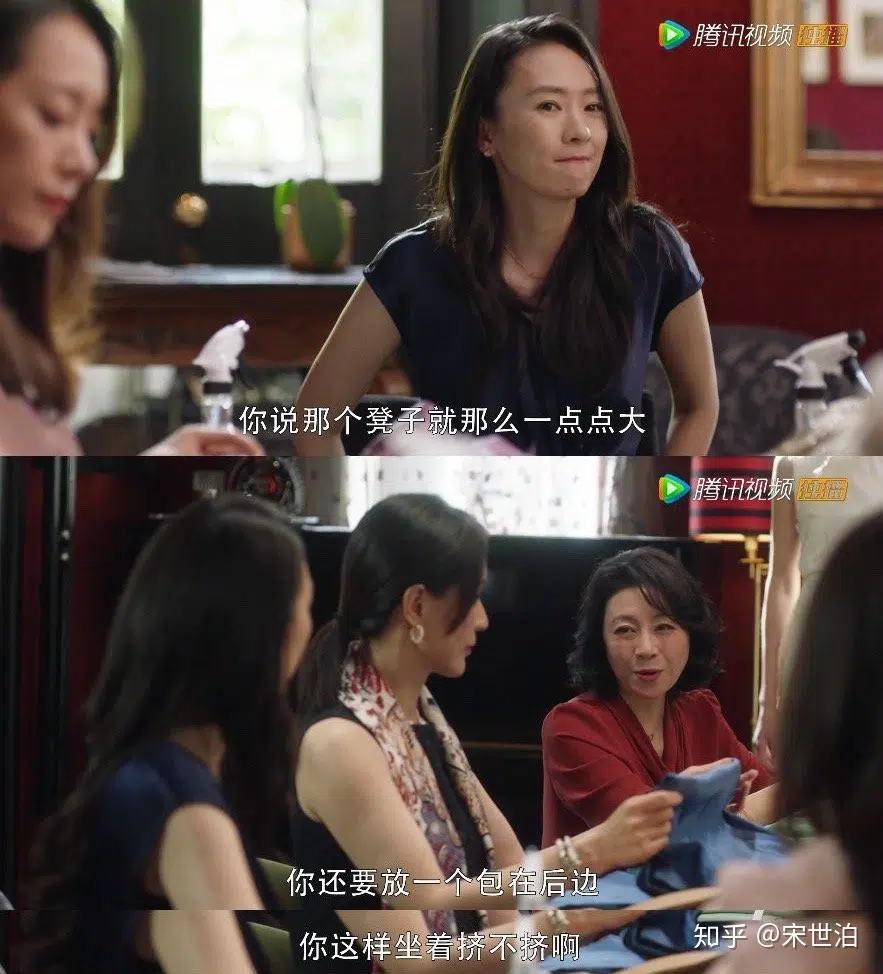 腾讯视频 独播
你说那个凳子就那么一点点大
腾讯视频 独播
你还要放一个包在后边
你这样坐着挤不挤啊
知乎 @宋世泊